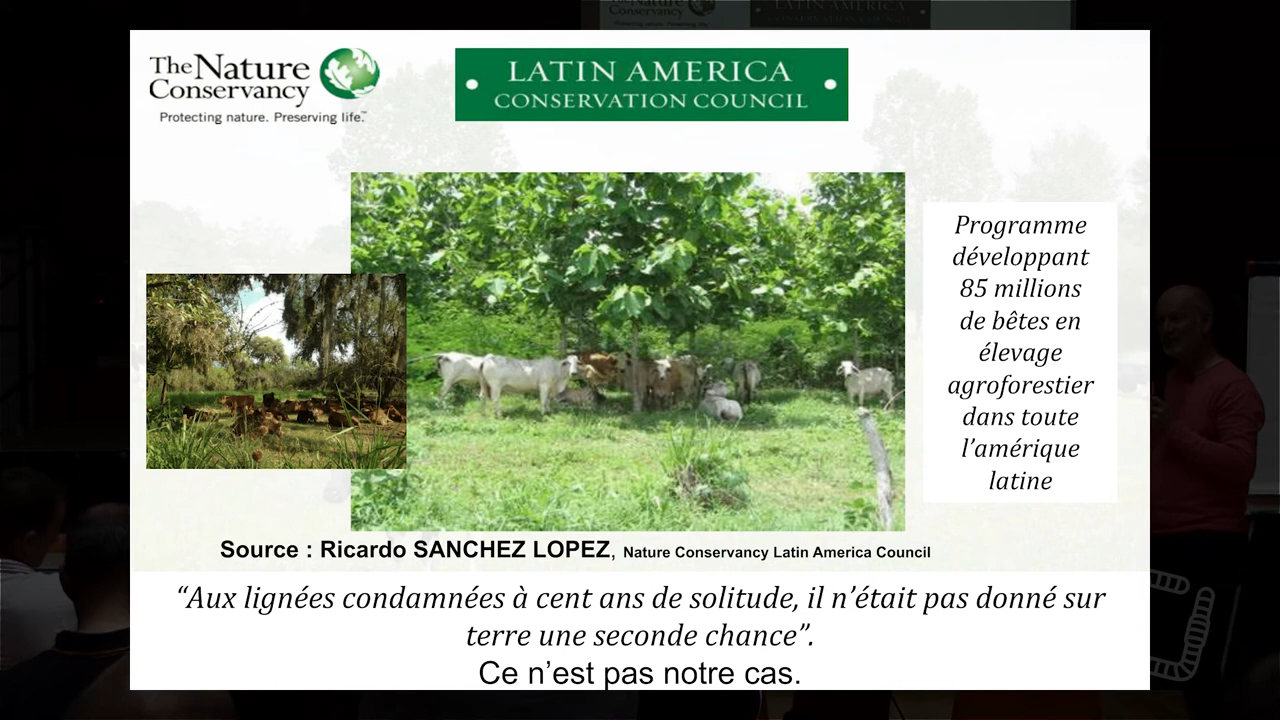 The Nature
Conservancy
Protecting nature. Preserving life.™
LATIN AMERICA
CONSERVATION COUNCIL
Programme
développant
85 millions
de bêtes en
élevage
agroforestier
dans toute
l’amérique
latine
Source : Ricardo SANCHEZ LOPEZ, Nature Conservancy Latin America Council
“Aux lignées condamnées à cent ans de solitude, il n’était pas donné sur
terre une seconde chance”.
Ce n’est pas notre cas.